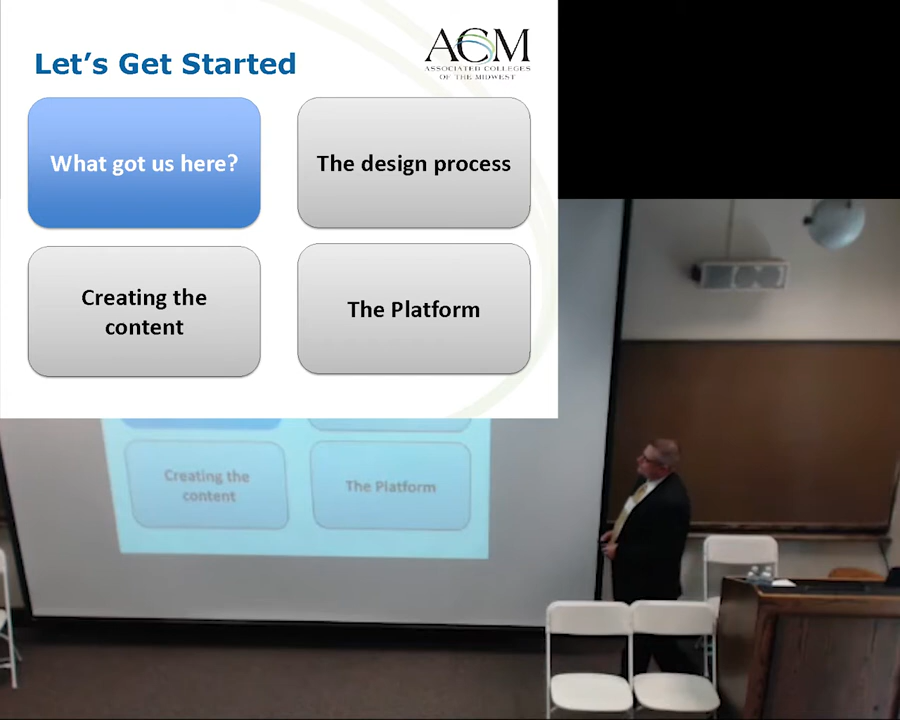 Let's Get Started
ACM
ASSOCIATED COLLEGES
OF THE MIDWEST
What got us here?
The design process
Creating the
content
The Platform
Creating the
content
The Platform